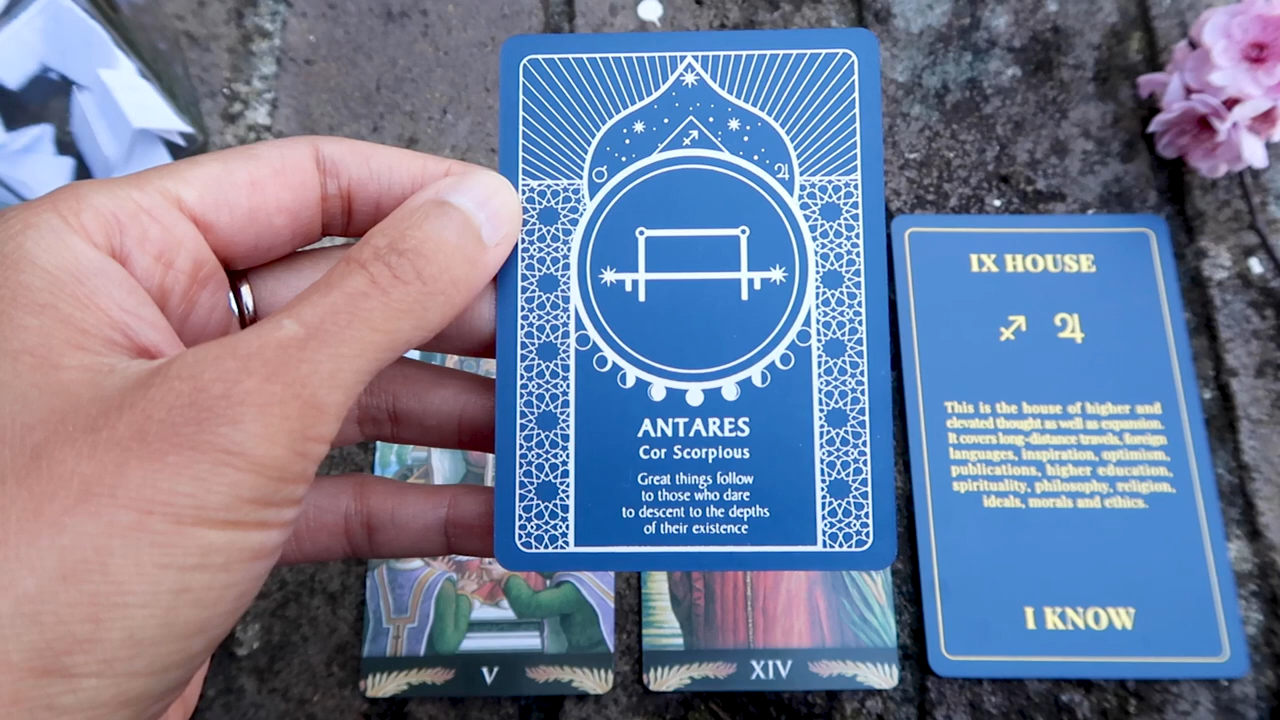 ANTARES
Cor Scorpious
Great things follow
to those who dare
to descent to the depths
of their existence
IX HOUSE
♐ ♃
This is the house of higher and
elevated thought as well as expansion.
It covers long-distance travels, foreign
languages, inspiration, optimism,
publications, higher education,
spirituality, philosophy, religion,
ideals, morals and ethics.
I KNOW
V
XIV